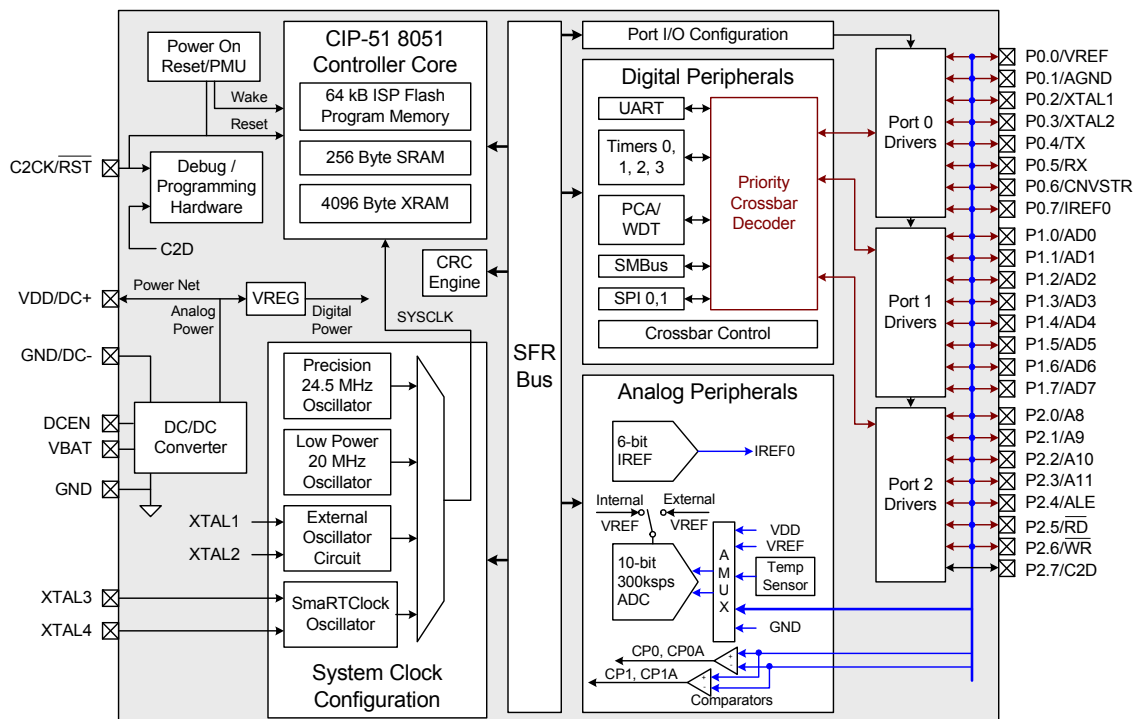 Power On
Reset/PMU
Wake
Reset
C2CK/RST
Debug /
Programming
Hardware
C2D
CIP-51 8051
Controller Core
64 kB ISP Flash
Program Memory
256 Byte SRAM
4096 Byte XRAM
CRC
Engine
VDD/DC+
Power Net
Analog
Power
VREG
Digital
Power
SYSCLK
GND/DC-
DCEN
VBAT
GND
DC/DC
Converter
XTAL1
XTAL2
XTAL3
XTAL4
Precision
24.5 MHz
Oscillator
Low Power
20 MHz
Oscillator
External
Oscillator
Circuit
SmaRTClock
Oscillator
System Clock
Configuration
SFR
Bus
Port I/O Configuration
Digital Peripherals
UART
Timers 0,
1, 2, 3
PCA/
WDT
SMBus
SPI 0,1
Priority
Crossbar
Decoder
Crossbar Control
Analog Peripherals
6-bit
IREF
IREF0
Internal
VREF
External
VREF
10-bit
300ksps
ADC
A
M
U
X
VDD
VREF
Temp
Sensor
GND
CP0, CP0A
+
-
CP1, CP1A
+
-
Comparators
Port 0
Drivers
Port 1
Drivers
Port 2
Drivers
P0.0/VREF
P0.1/AGND
P0.2/XTAL1
P0.3/XTAL2
P0.4/TX
P0.5/RX
P0.6/CNVSTR
P0.7/IREF0
P1.0/AD0
P1.1/AD1
P1.2/AD2
P1.3/AD3
P1.4/AD4
P1.5/AD5
P1.6/AD6
P1.7/AD7
P2.0/A8
P2.1/A9
P2.2/A10
P2.3/A11
P2.4/ALE
P2.5/RD
P2.6/WR
P2.7/C2D